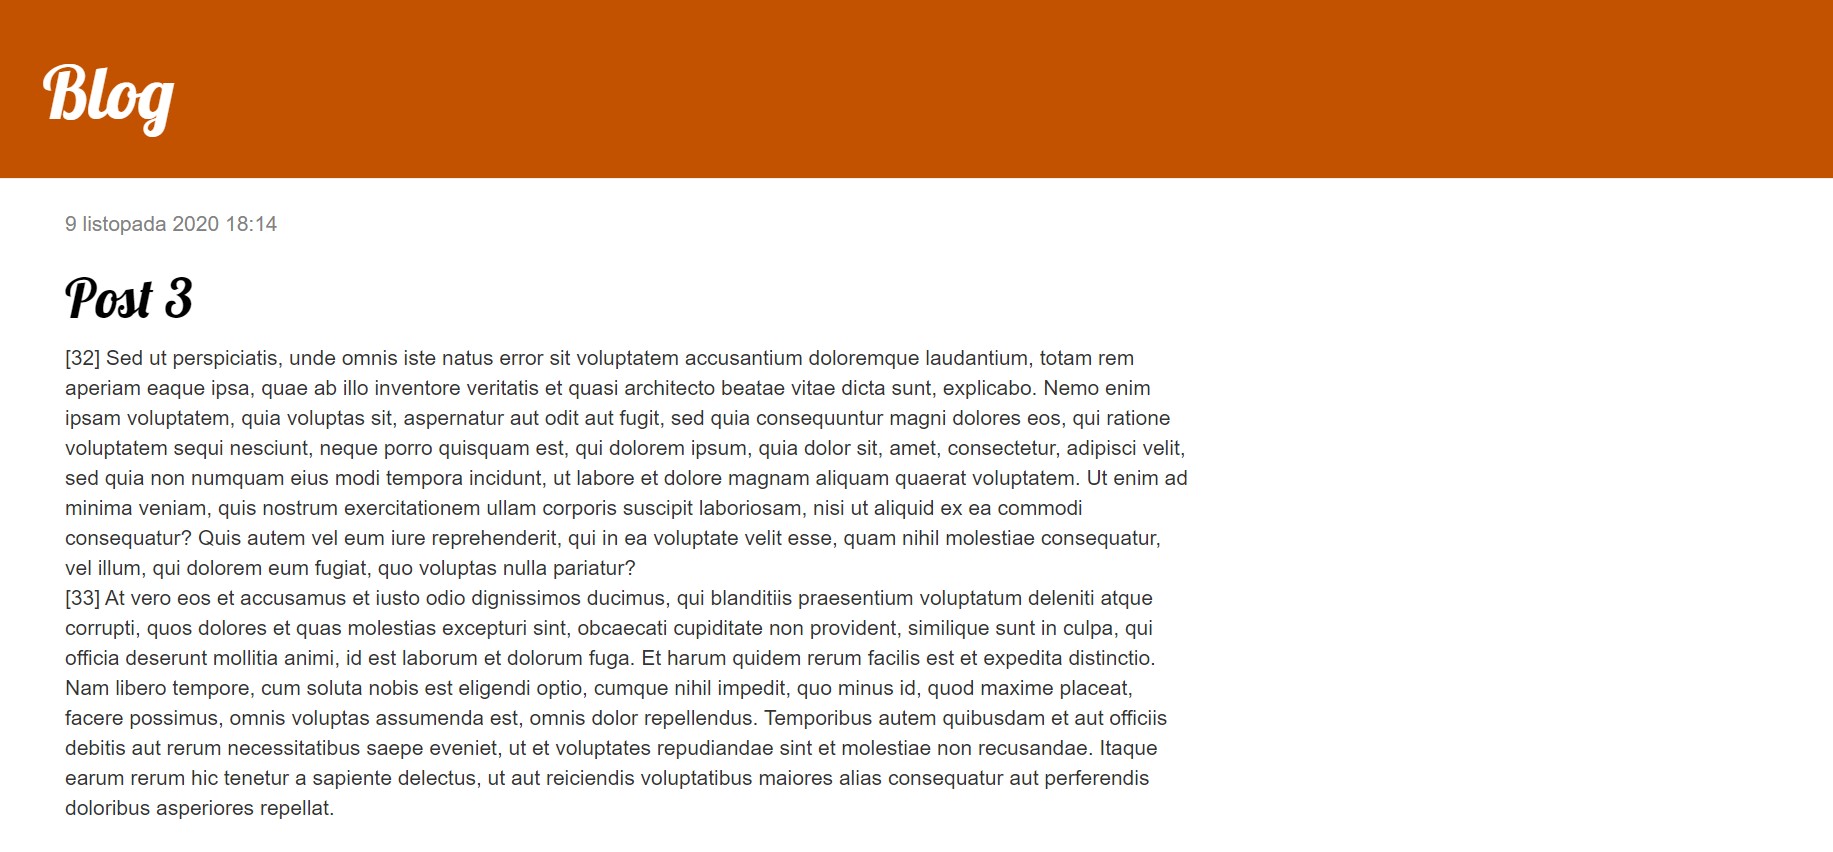 Blog
9 listopada 2020 18:14
Post 3
[32] Sed ut perspiciatis, unde omnis iste natus error sit voluptatem accusantium doloremque laudantium, totam rem
aperiam eaque ipsa, quae ab illo inventore veritatis et quasi architecto beatae vitae dicta sunt, explicabo. Nemo enim
ipsam voluptatem, quia voluptas sit, aspernatur aut odit aut fugit, sed quia consequuntur magni dolores eos, qui ratione
voluptatem sequi nesciunt, neque porro quisquam est, qui dolorem ipsum, quia dolor sit, amet, consectetur, adipisci velit,
sed quia non numquam eius modi tempora incidunt, ut labore et dolore magnam aliquam quaerat voluptatem. Ut enim ad
minima veniam, quis nostrum exercitationem ullam corporis suscipit laboriosam, nisi ut aliquid ex ea commodi
consequatur? Quis autem vel eum iure reprehenderit, qui in ea voluptate velit esse, quam nihil molestiae consequatur,
vel illum, qui dolorem eum fugiat, quo voluptas nulla pariatur?
[33] At vero eos et accusamus et iusto odio dignissimos ducimus, qui blanditiis praesentium voluptatum deleniti atque
corrupti, quos dolores et quas molestias excepturi sint, obcaecati cupiditate non provident, similique sunt in culpa, qui
officia deserunt mollitia animi, id est laborum et dolorum fuga. Et harum quidem rerum facilis est et expedita distinctio.
Nam libero tempore, cum soluta nobis est eligendi optio, cumque nihil impedit, quo minus id, quod maxime placeat,
facere possimus, omnis voluptas assumenda est, omnis dolor repellendus. Temporibus autem quibusdam et aut officiis
debitis aut rerum necessitatibus saepe eveniet, ut et voluptates repudiandae sint et molestiae non recusandae. Itaque
earum rerum hic tenetur a sapiente delectus, ut aut reiciendis voluptatibus maiores alias consequatur aut perferendis
doloribus asperiores repellat.